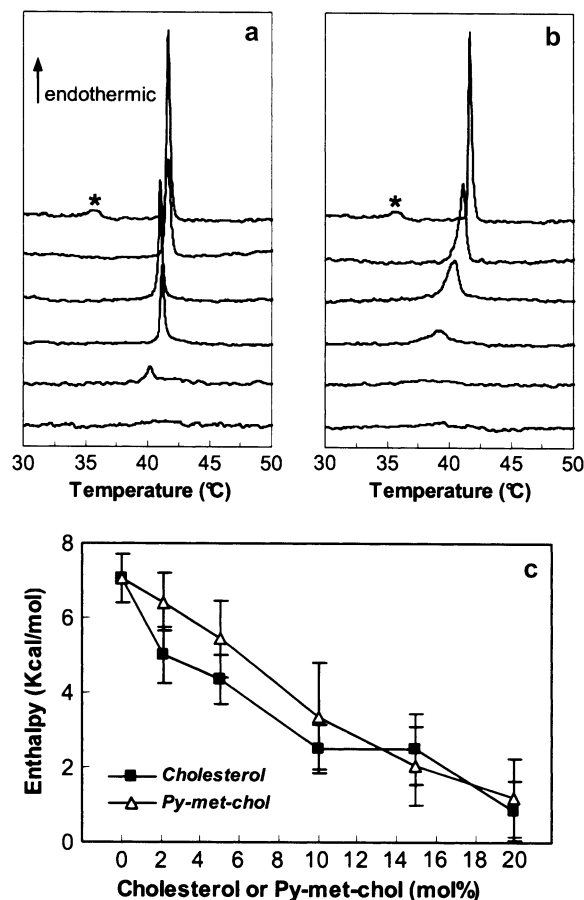 a
b
endothermic
*
*
30 35 40 45 50
30 35 40 45 50
Temperature (°C)
Temperature (°C)
8
c
6
4
2
0
Enthalpy (Kcal/mol)
Cholesterol
Py-met-chol
0 2 4 6 8 10 12 14 16 18 20
Cholesterol or Py-met-chol (mol%)